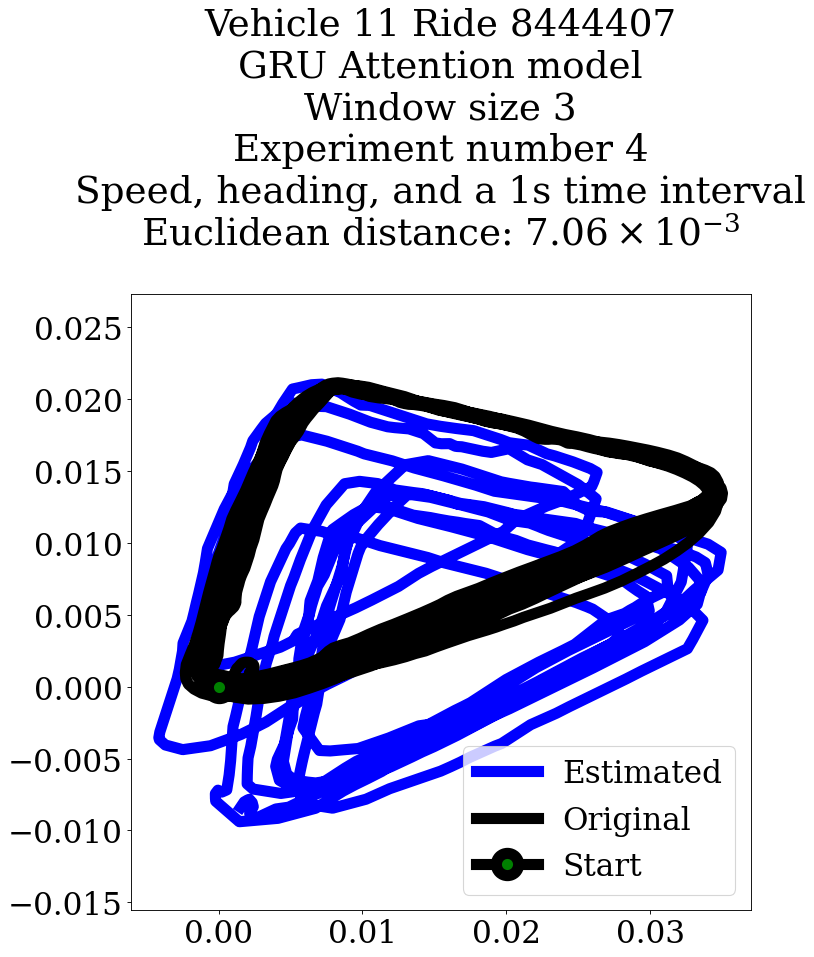 Vehicle 11 Ride 8444407
GRU Attention model
Window size 3
Experiment number 4
Speed, heading, and a 1s time interval
Euclidean distance: 7.06 × 10⁻³
0.025
0.020
0.015
0.010
0.005
0.000
−0.005
−0.010
−0.015
Estimated
Original
Start
0.00 0.01 0.02 0.03